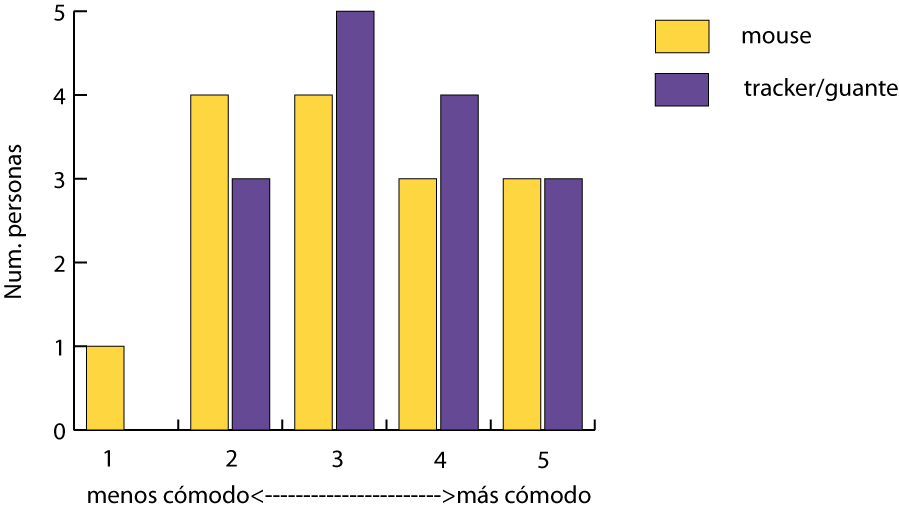 5
4
3
2
1
0
Num. personas
1 2 3 4 5
menos cómodo<----------------------->más cómodo
mouse
tracker/guante